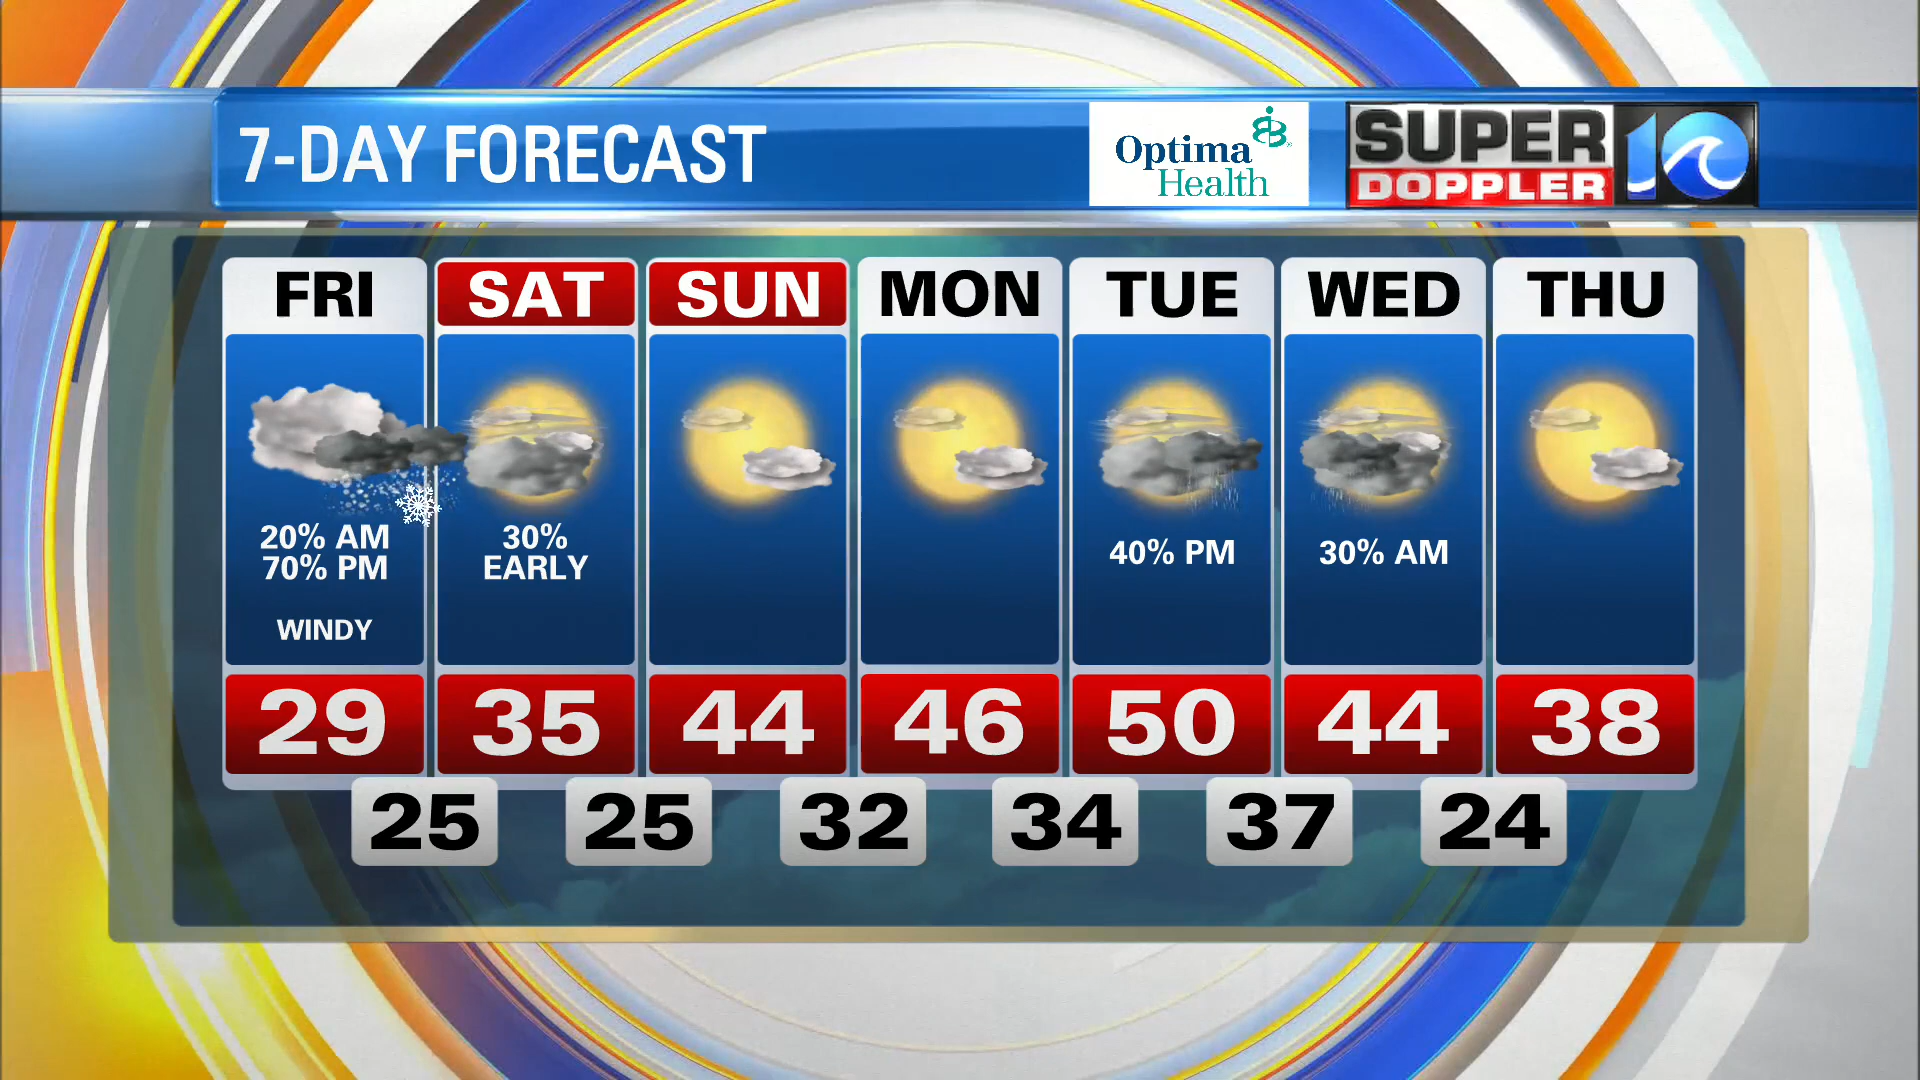 7-DAY FORECAST
Optima
Health
SUPER
DOPPLER
10
FRI
SAT
SUN
MON
TUE
WED
THU
20% AM
70% PM
WINDY
30%
EARLY
40% PM
30% AM
29
35
44
46
50
44
38
25
25
32
34
37
24